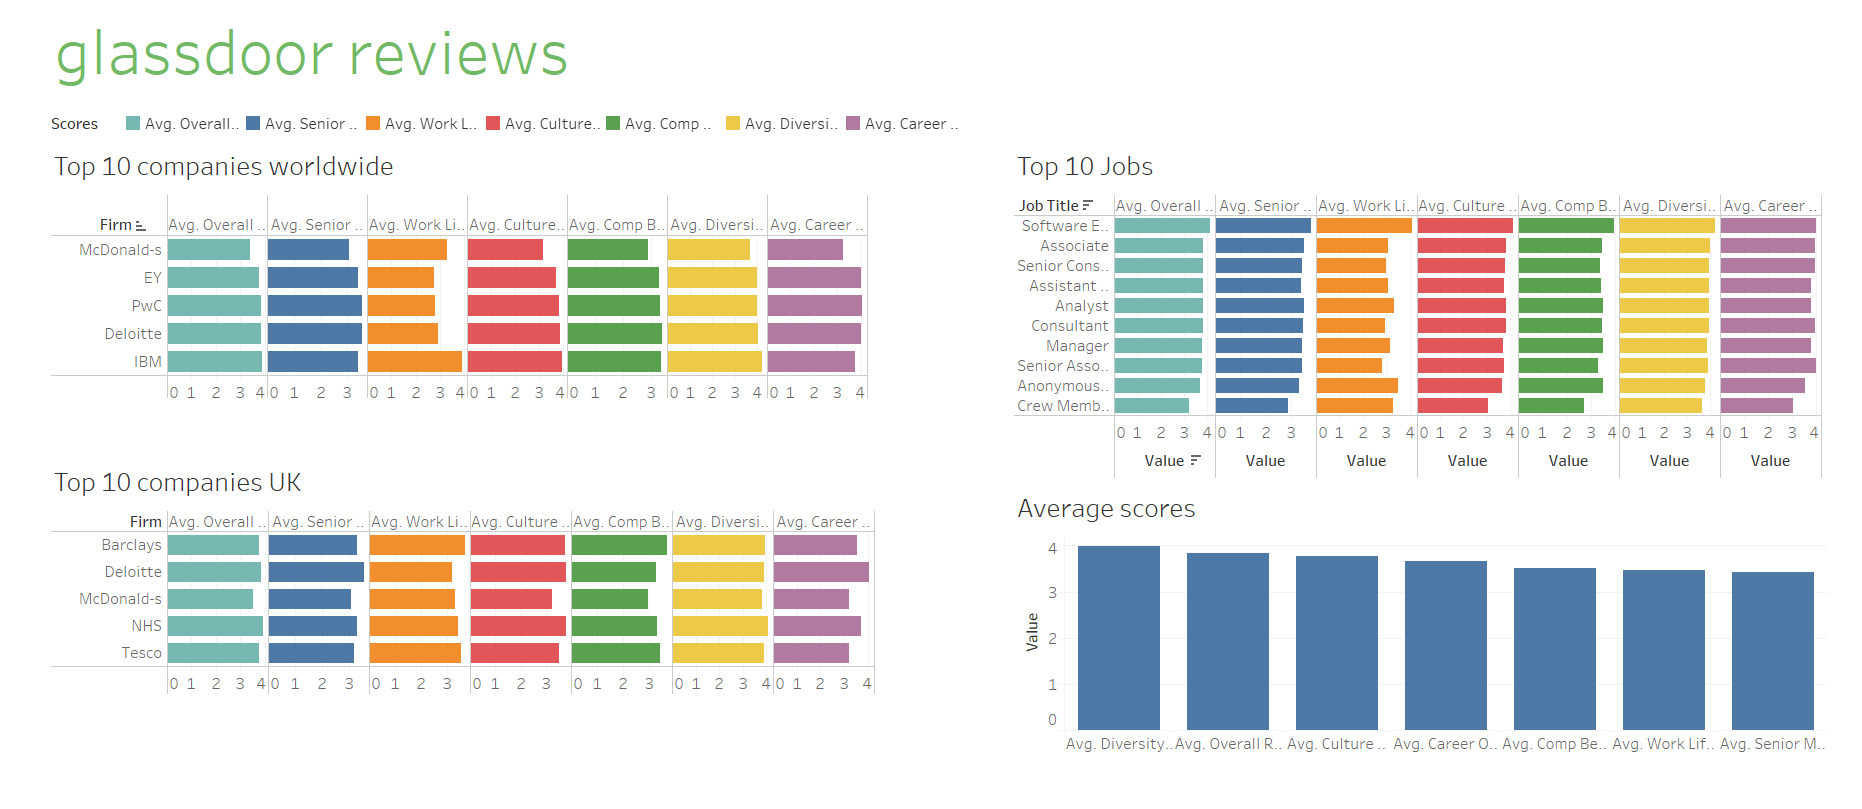 glassdoor reviews
Scores Avg. Overall.. Avg. Senior .. Avg. Work L.. Avg. Culture.. Avg. Comp .. Avg. Diversi.. Avg. Career ..
Top 10 companies worldwide
Firm Avg. Overall .. Avg. Senior .. Avg. Work Li.. Avg. Culture.. Avg. Comp B.. Avg. Diversi.. Avg. Career ..
McDonald-s
EY
PwC
Deloitte
IBM
0 1 2 3 4 0 1 2 3 0 1 2 3 4 0 1 2 3 4 0 1 2 3 0 1 2 3 4 0 1 2 3 4
Top 10 companies UK
Firm Avg. Overall .. Avg. Senior .. Avg. Work Li.. Avg. Culture .. Avg. Comp B.. Avg. Diversi.. Avg. Career ..
Barclays
Deloitte
McDonald-s
NHS
Tesco
0 1 2 3 4 0 1 2 3 0 1 2 3 0 1 2 3 0 1 2 3 0 1 2 3 4 0 1 2 3 4
Top 10 Jobs
Job Title Avg. Overall .. Avg. Senior .. Avg. Work Li.. Avg. Culture .. Avg. Comp B.. Avg. Diversi.. Avg. Career ..
Software E..
Associate
Senior Cons..
Assistant ..
Analyst
Consultant
Manager
Senior Asso..
Anonymous..
Crew Memb..
0 1 2 3 4 0 1 2 3 0 1 2 3 4 0 1 2 3 4 0 1 2 3 4 0 1 2 3 4 0 1 2 3 4
Value Value Value Value Value Value Value
Average scores
4
3
2
1
0
Value
Avg. Diversity.. Avg. Overall R.. Avg. Culture .. Avg. Career O.. Avg. Comp Be.. Avg. Work Lif.. Avg. Senior M..